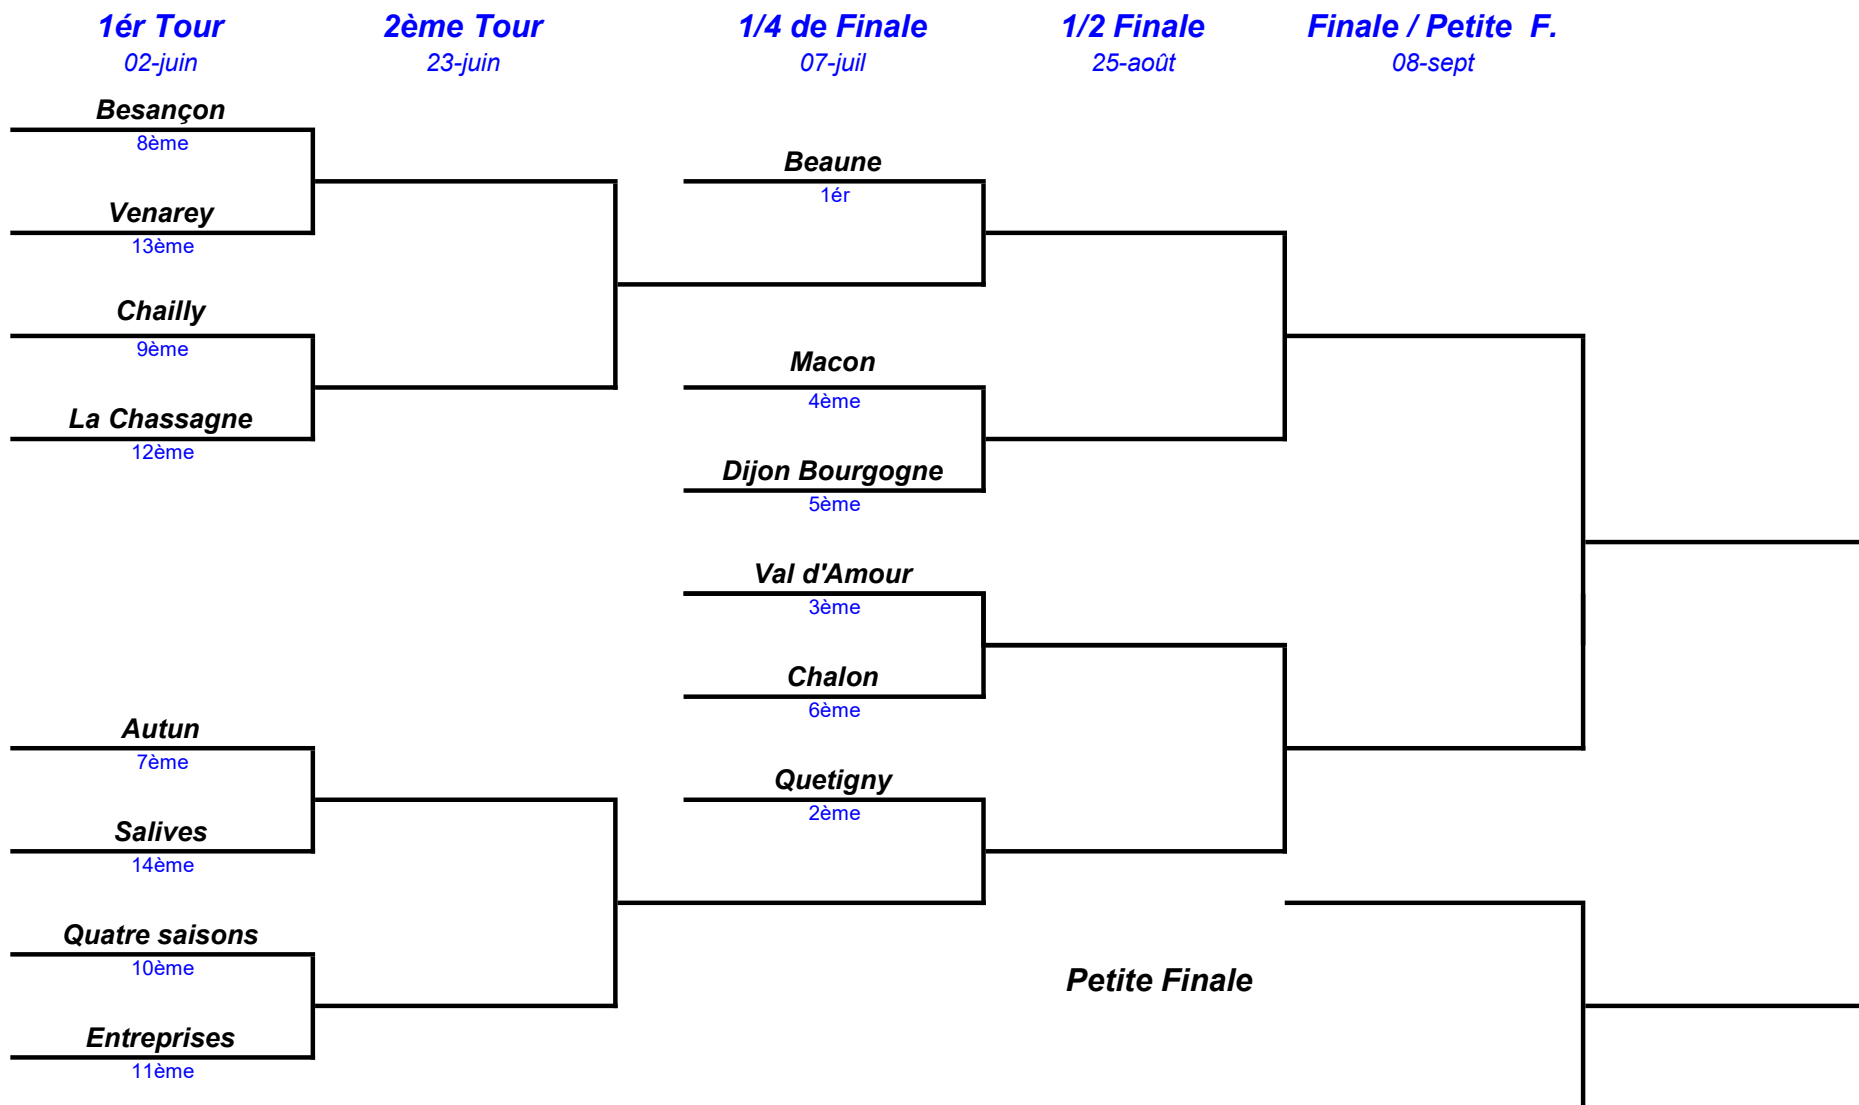 1ér Tour
2ème Tour
1/4 de Finale
1/2 Finale
Finale / Petite  F.
02-juin
23-juin
07-juil
25-août
08-sept
Besançon
8ème
Beaune
1ér
Venarey
13ème
Chailly
9ème
Macon
4ème
La Chassagne
12ème
Dijon Bourgogne
5ème
Val d'Amour
3ème
Chalon
6ème
Autun
7ème
Quetigny
2ème
Salives
14ème
Quatre saisons
10ème
Petite Finale
Entreprises
11ème